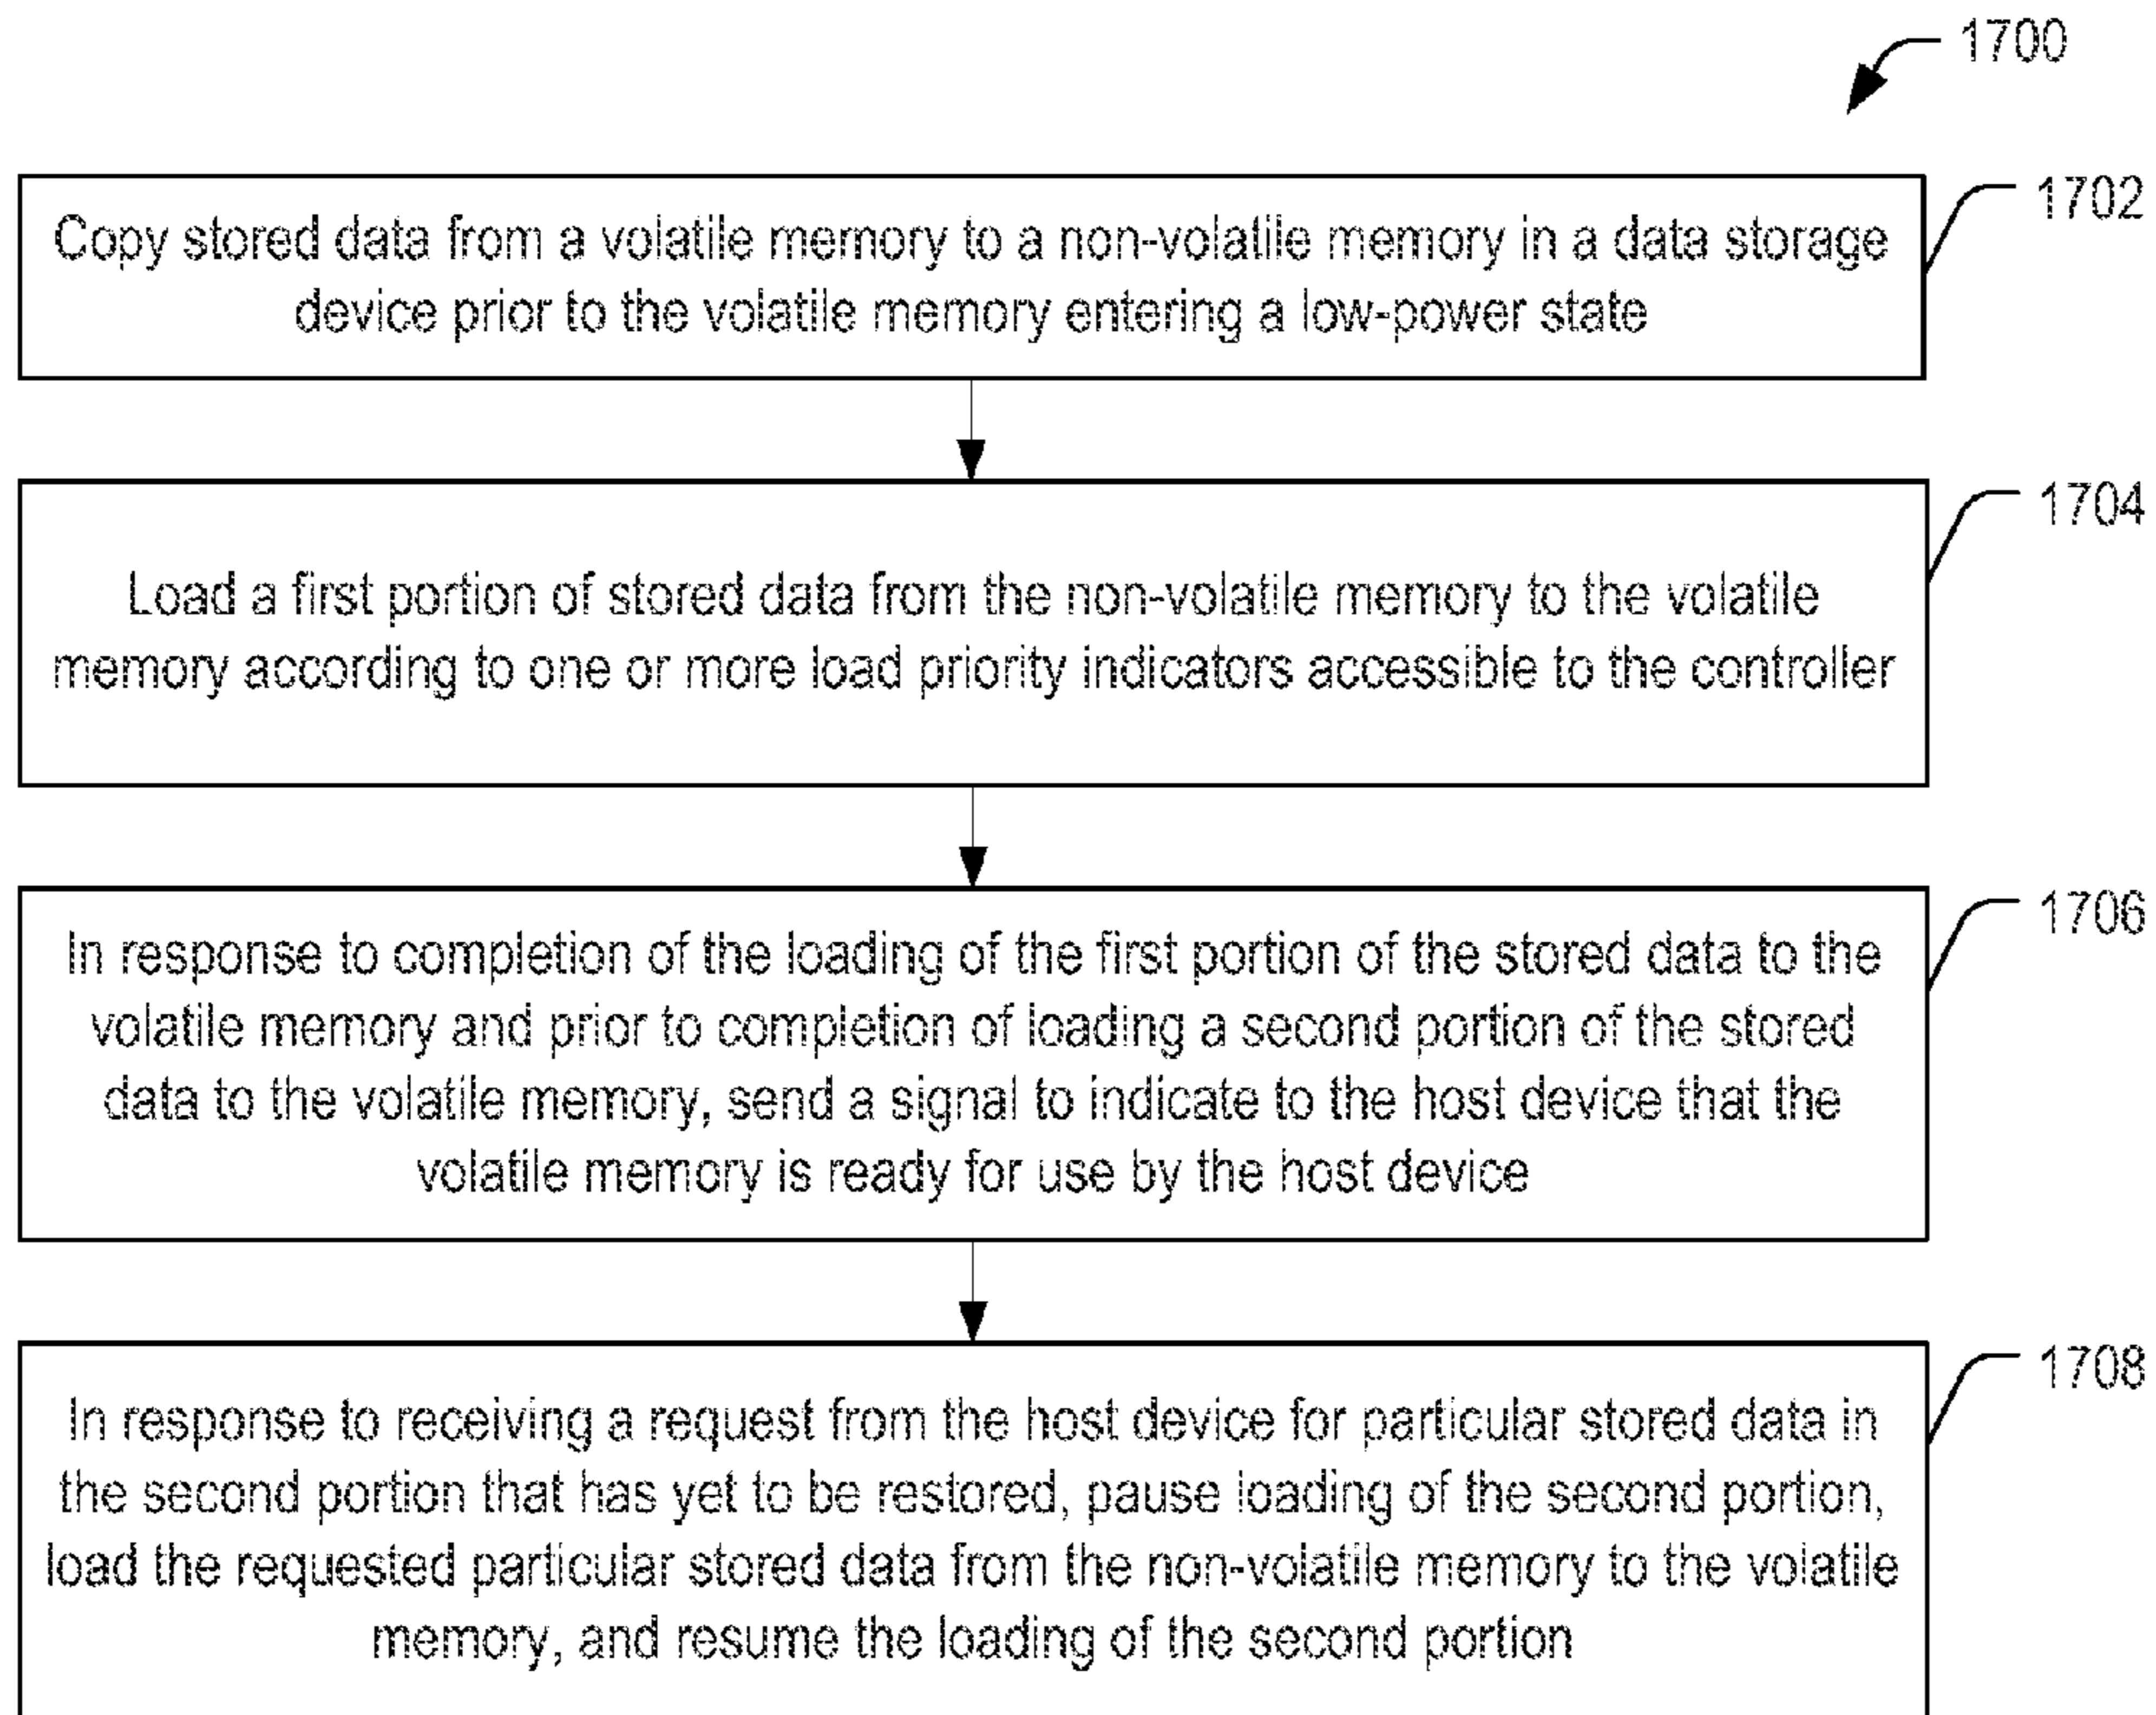 1700
1702
Copy stored data from a volatile memory to a non-volatile memory in a data storage
device prior to the volatile memory entering a low-power state
1704
Load a first portion of stored data from the non-volatile memory to the volatile
memory according to one or more load priority indicators accessible to the controller
1706
In response to completion of the loading of the first portion of the stored data to the
volatile memory and prior to completion of loading a second portion of the stored
data to the volatile memory, send a signal to indicate to the host device that the
volatile memory is ready for use by the host device
1708
In response to receiving a request from the host device for particular stored data in
the second portion that has yet to be restored, pause loading of the second portion,
load the requested particular stored data from the non-volatile memory to the volatile
memory, and resume the loading of the second portion